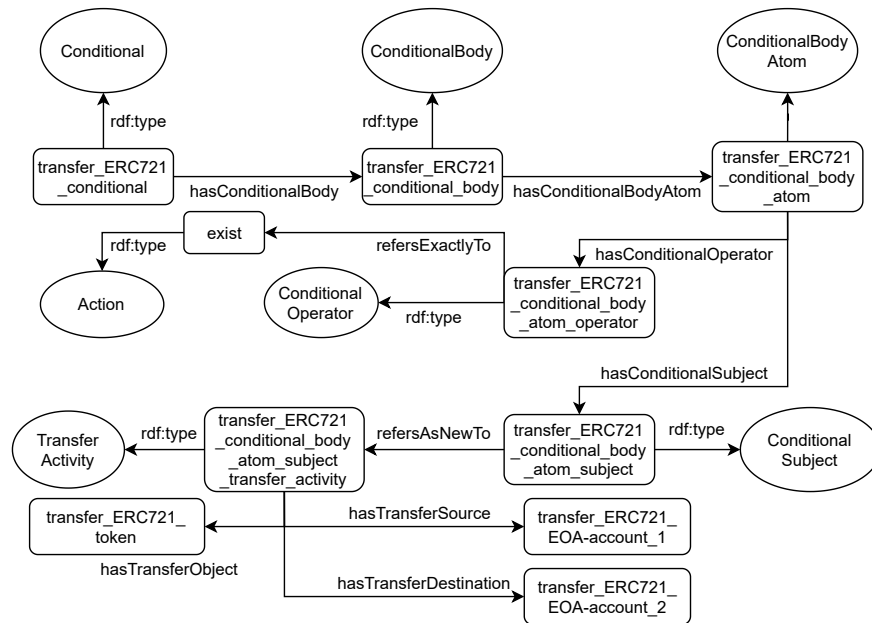 Conditional
ConditionalBody
ConditionalBody
Atom
rdf:type
rdf:type
transfer_ERC721
_conditional
hasConditionalBody
transfer_ERC721
_conditional_body
hasConditionalBodyAtom
transfer_ERC721
_conditional_body
_atom
rdf:type
exist
refersExactlyTo
hasConditionalOperator
Action
Conditional
Operator
rdf:type
transfer_ERC721
_conditional_body
_atom_operator
hasConditionalSubject
Transfer
Activity
rdf:type
transfer_ERC721
_conditional_body
_atom_subject
_transfer_activity
refersAsNewTo
transfer_ERC721
_conditional_body
_atom_subject
rdf:type
Conditional
Subject
transfer_ERC721_
token
hasTransferObject
hasTransferSource
transfer_ERC721_
EOA-account_1
hasTransferDestination
transfer_ERC721_
EOA-account_2